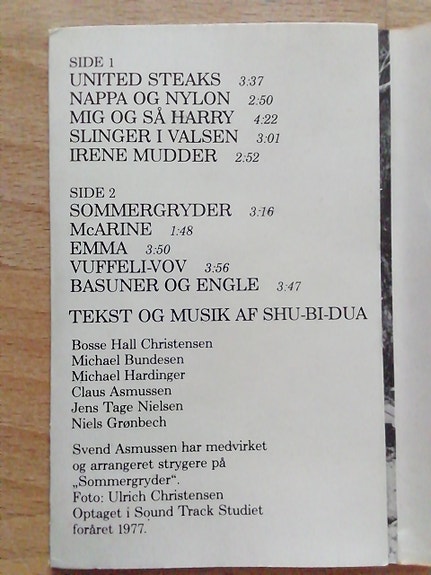 SIDE 1
UNITED STEAKS 3:37
NAPPA OG NYLON 2:50
MIG OG SÅ HARRY 4:22
SLINGER I VALSEN 3:01
IRENE MUDDER 2:52
SIDE 2
SOMMERGRYDER 3:16
McARINE 1:48
EMMA 3:50
VUFFELI-VOV 3:56
BASUNER OG ENGLE 3:47
TEKST OG MUSIK AF SHU-BI-DUA
Bosse Hall Christensen
Michael Bundesen
Michael Hardinger
Claus Asmussen
Jens Tage Nielsen
Niels Grønbech
Svend Asmussen har medvirket
og arrangeret strygere på
„Sommergryder“.
Foto: Ulrich Christensen
Optaget i Sound Track Studiet
foråret 1977.